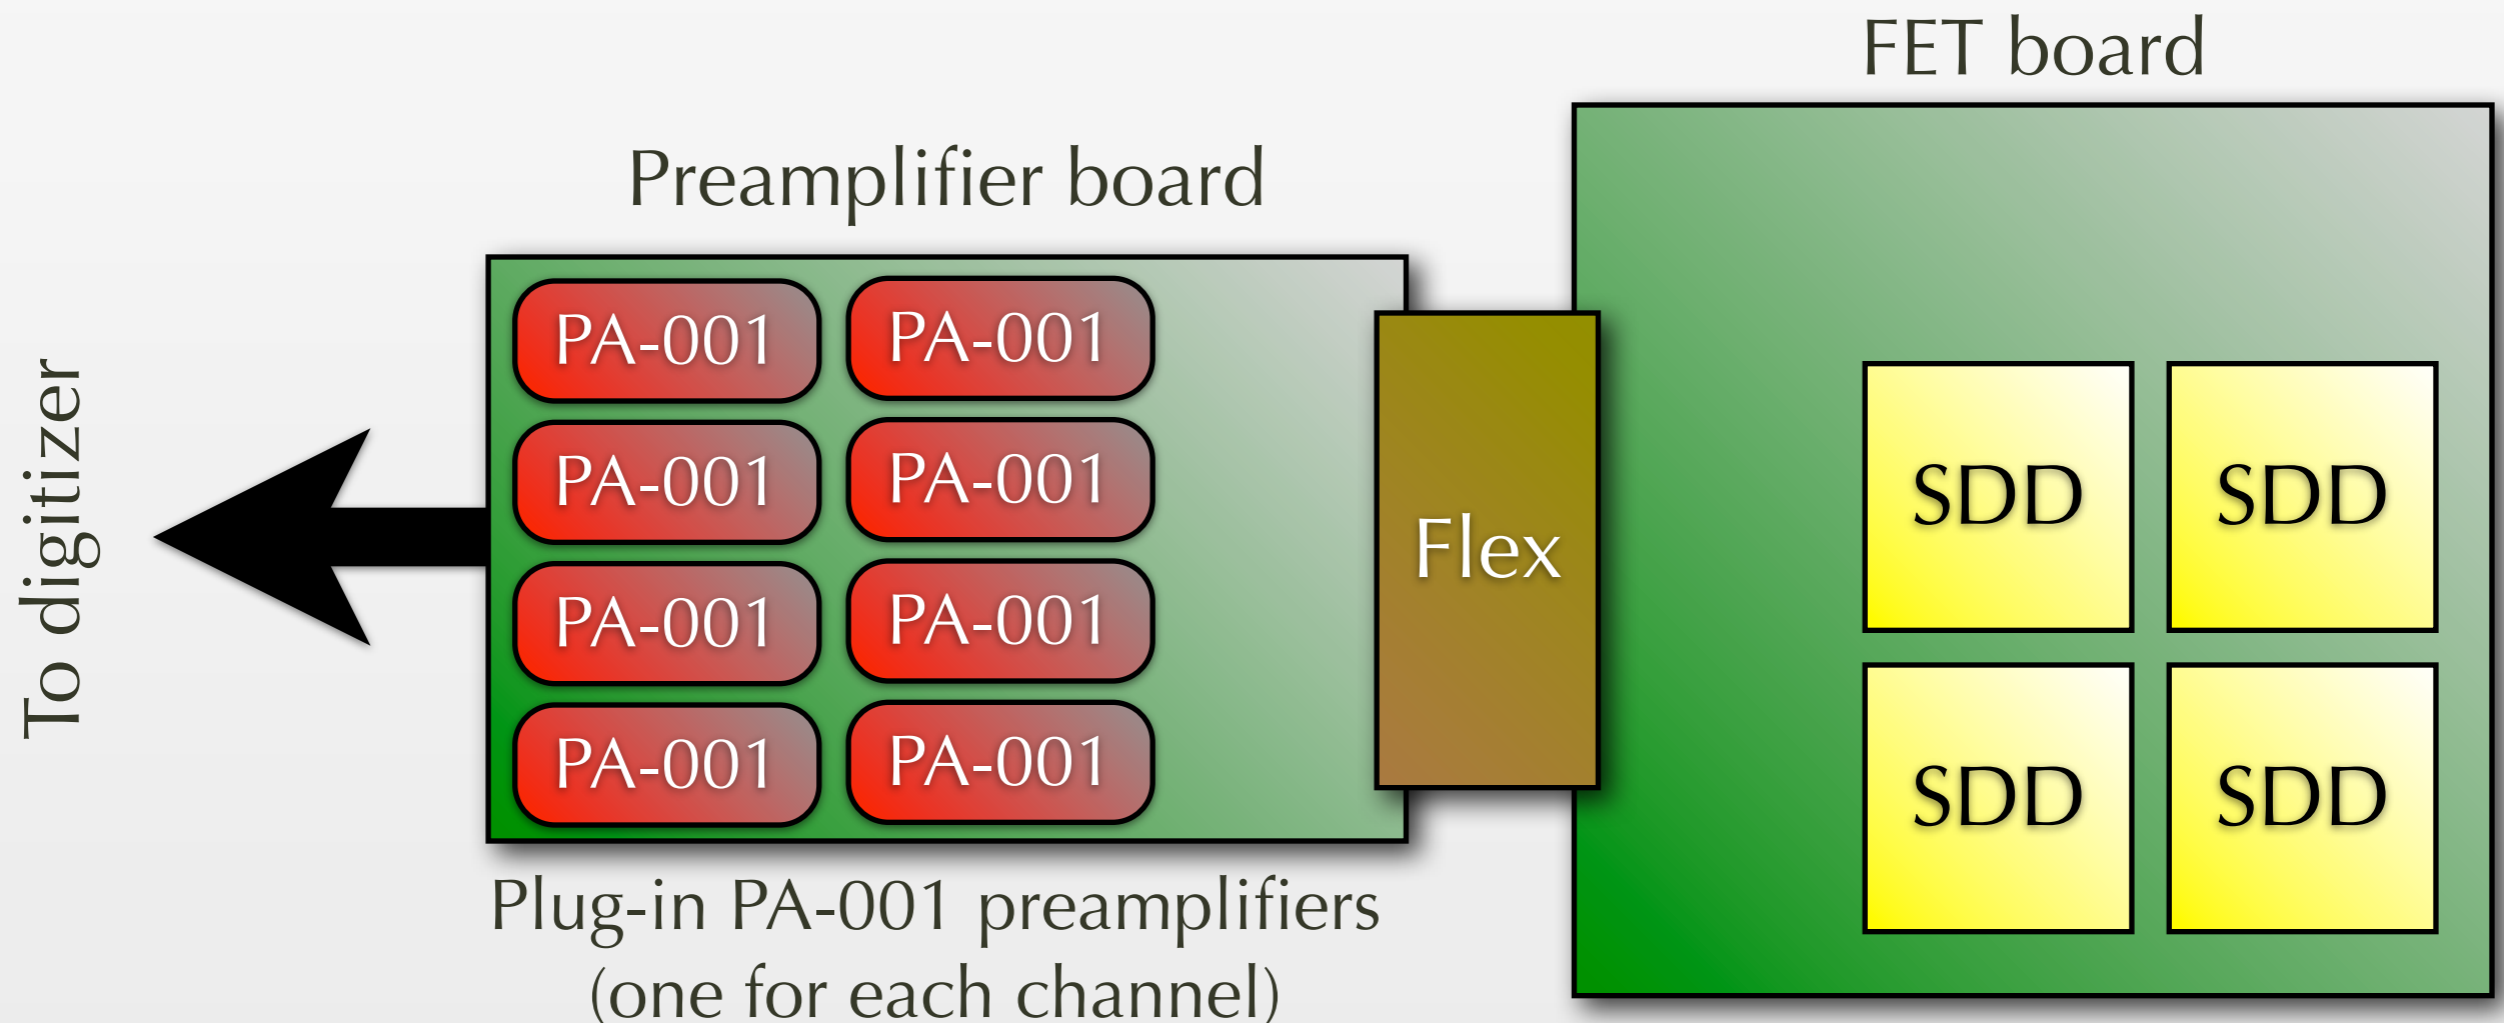 FET board
Preamplifier board
To digitizer
PA-001 PA-001
PA-001 PA-001
PA-001 PA-001
PA-001 PA-001
Flex
SDD SDD
SDD SDD
Plug-in PA-001 preamplifiers
(one for each channel)